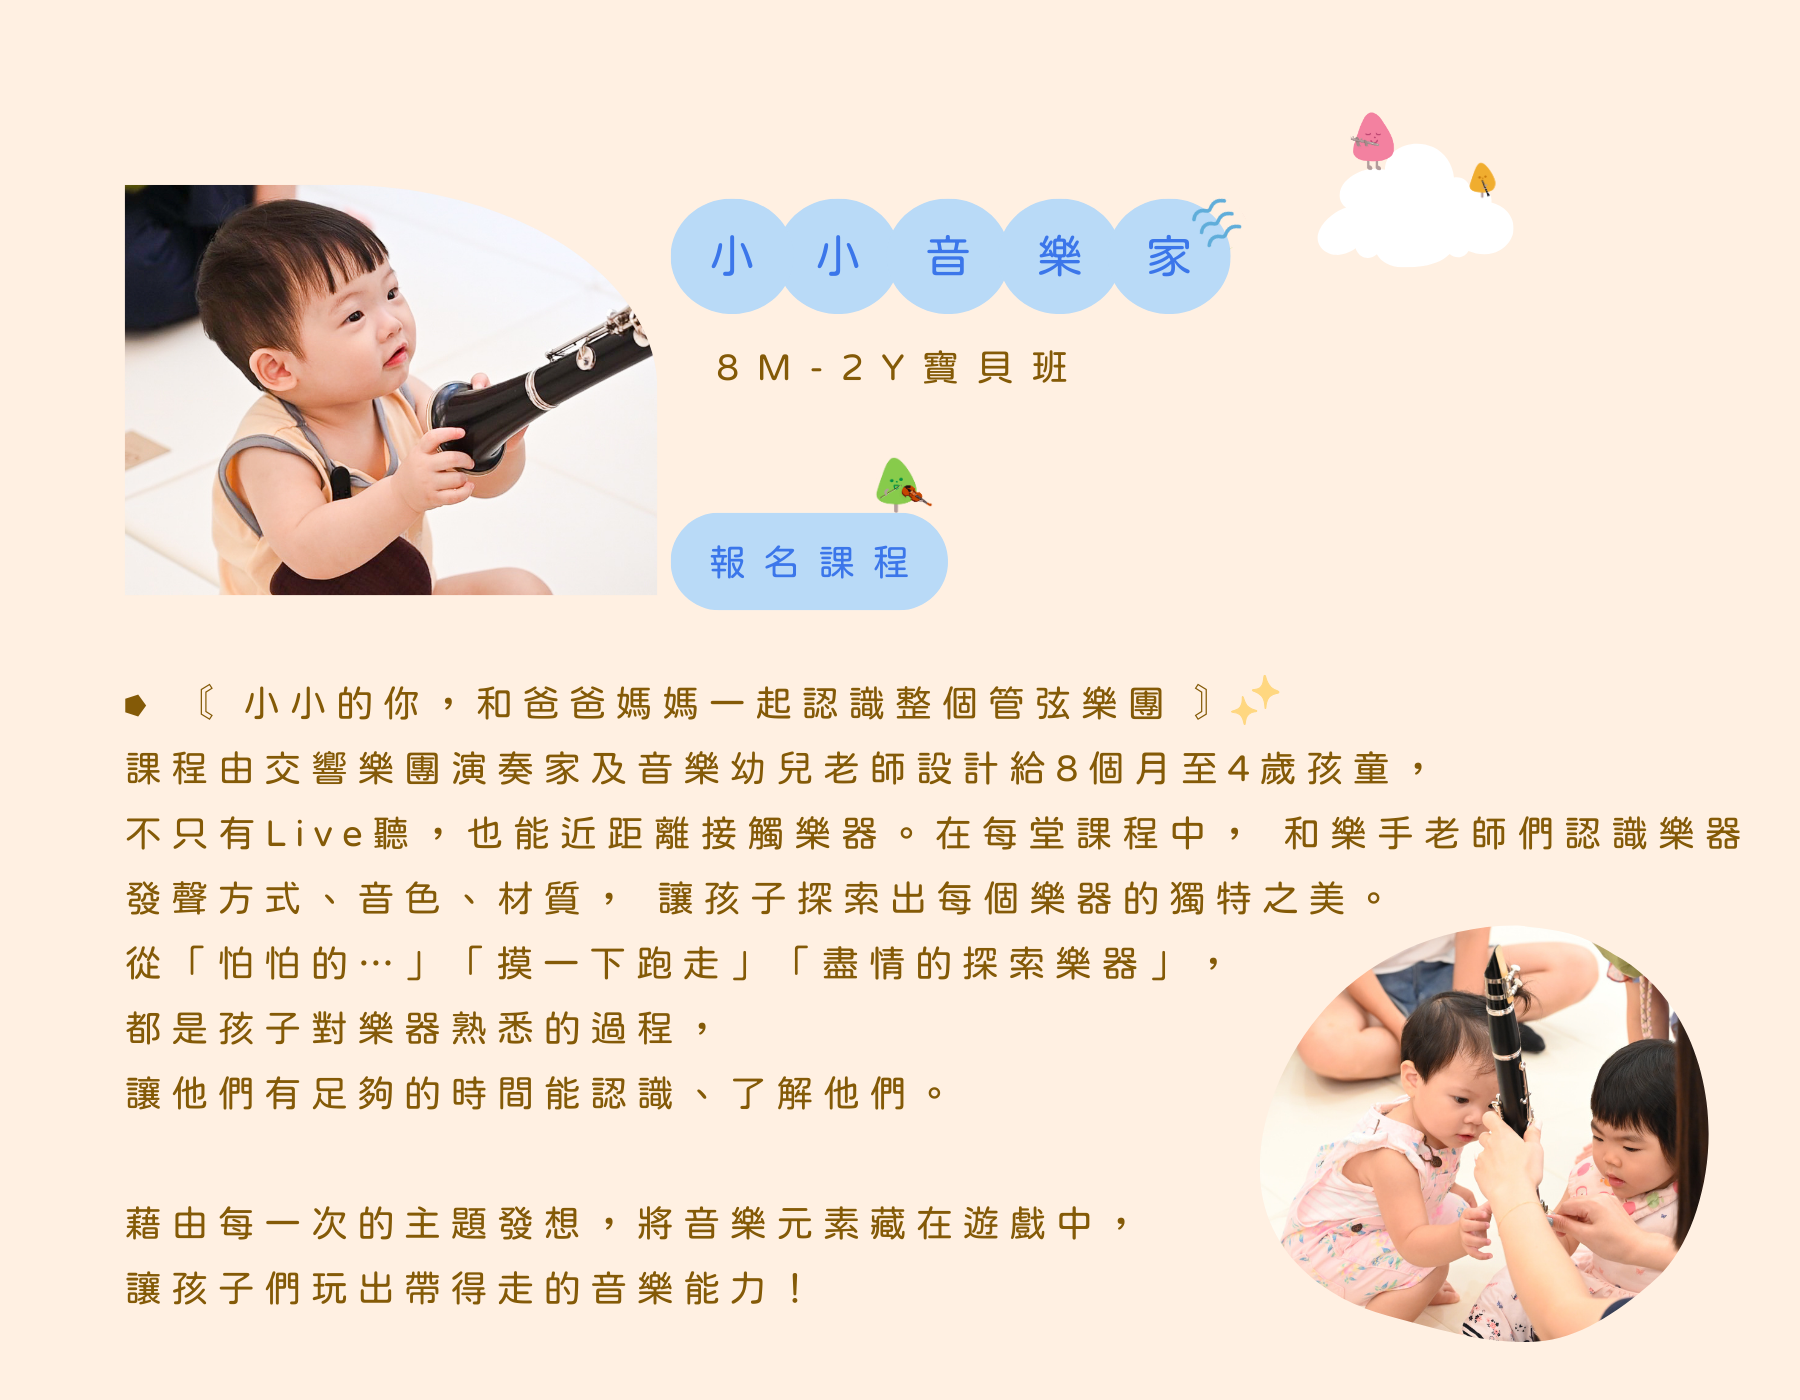 小小音樂家
8M-2Y寶貝班
報名課程
〖 小小的你，和爸爸媽媽一起認識整個管弦樂團 〗✨
課程由交響樂團演奏家及音樂幼兒老師設計給8個月至4歲孩童，
不只有Live聽，也能近距離接觸樂器。在每堂課程中， 和樂手老師們認識樂器
發聲方式、音色、材質， 讓孩子探索出每個樂器的獨特之美。
從「怕怕的…」「摸一下跑走」「盡情的探索樂器」，
都是孩子對樂器熟悉的過程，
讓他們有足夠的時間能認識、了解他們。
藉由每一次的主題發想，將音樂元素藏在遊戲中，
讓孩子們玩出帶得走的音樂能力！